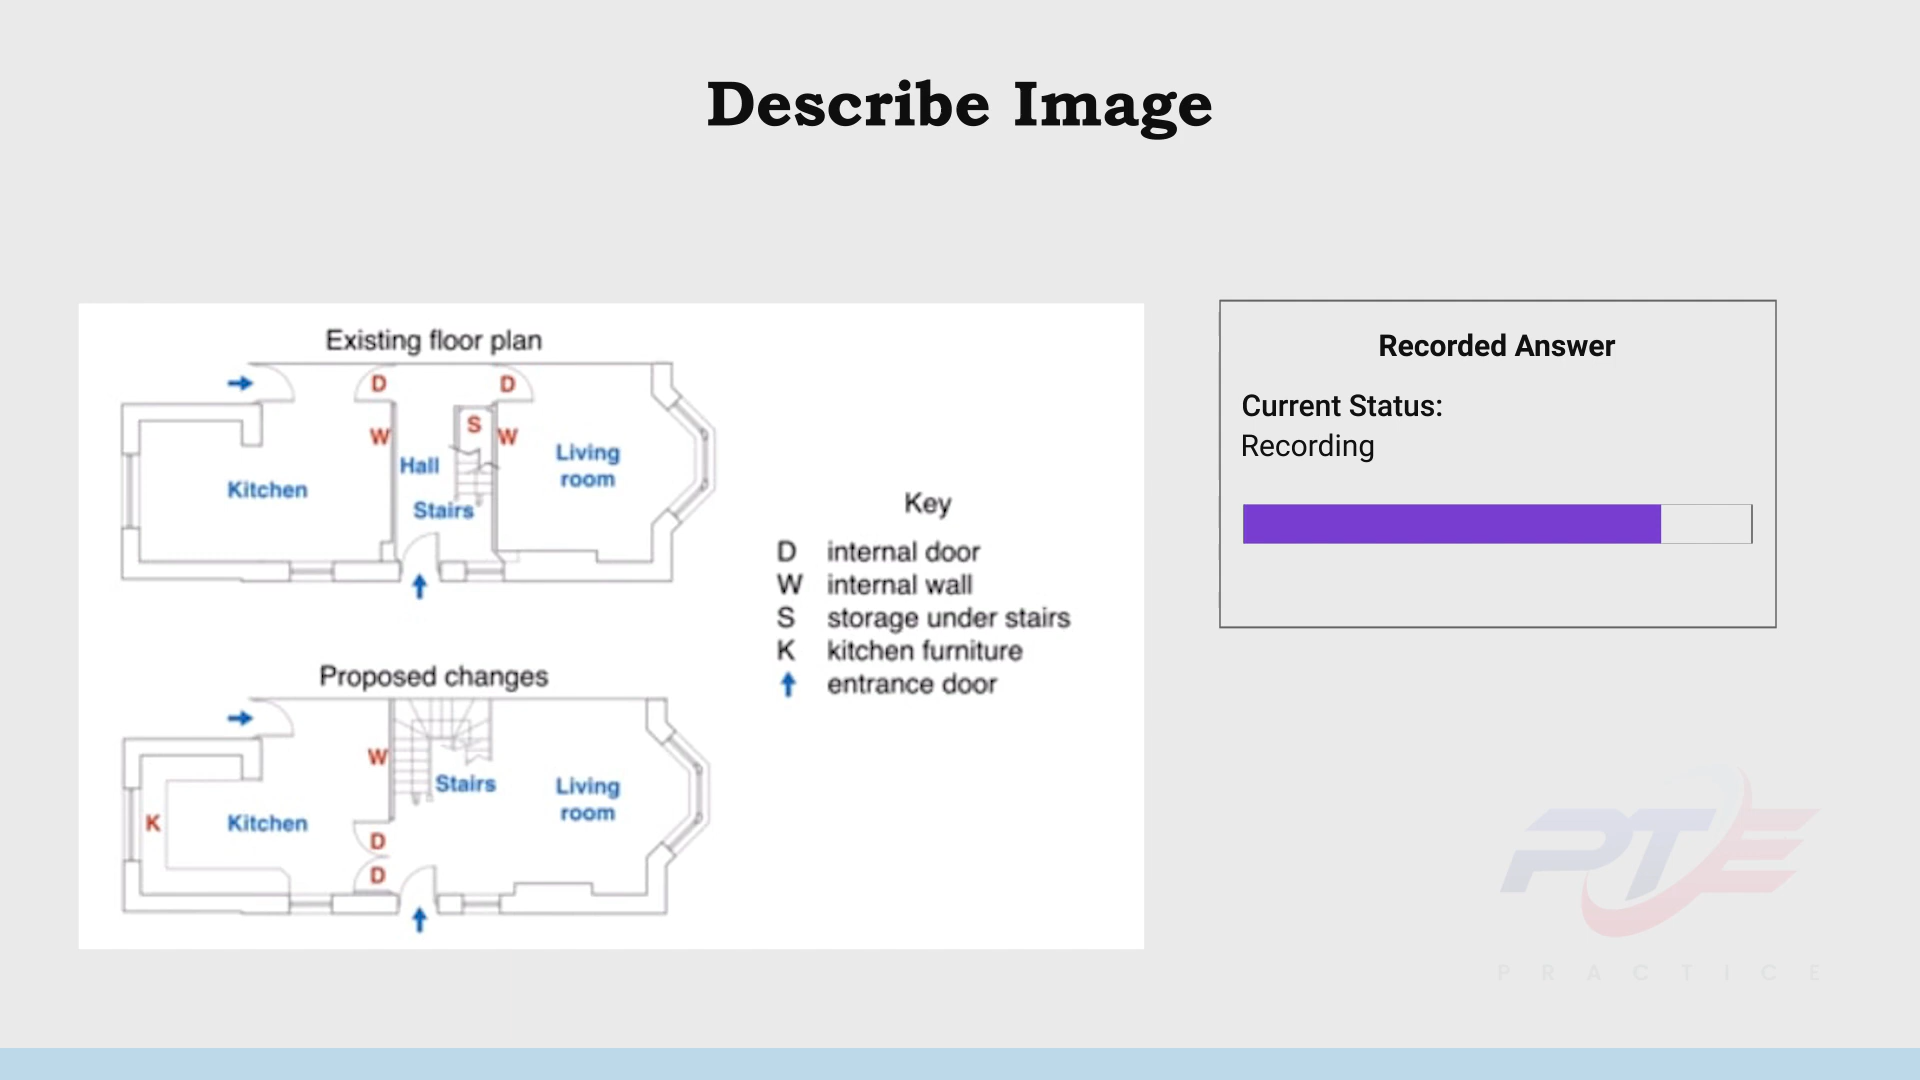 Describe Image
Existing floor plan
D
D
W
S
W
Hall
Living
room
Kitchen
Stairs
Proposed changes
W
Stairs
Living
room
K
Kitchen
D
D
Key
D internal door
W internal wall
S storage under stairs
K kitchen furniture
entrance door
Recorded Answer
Current Status:
Recording
PTE
PRACTICE